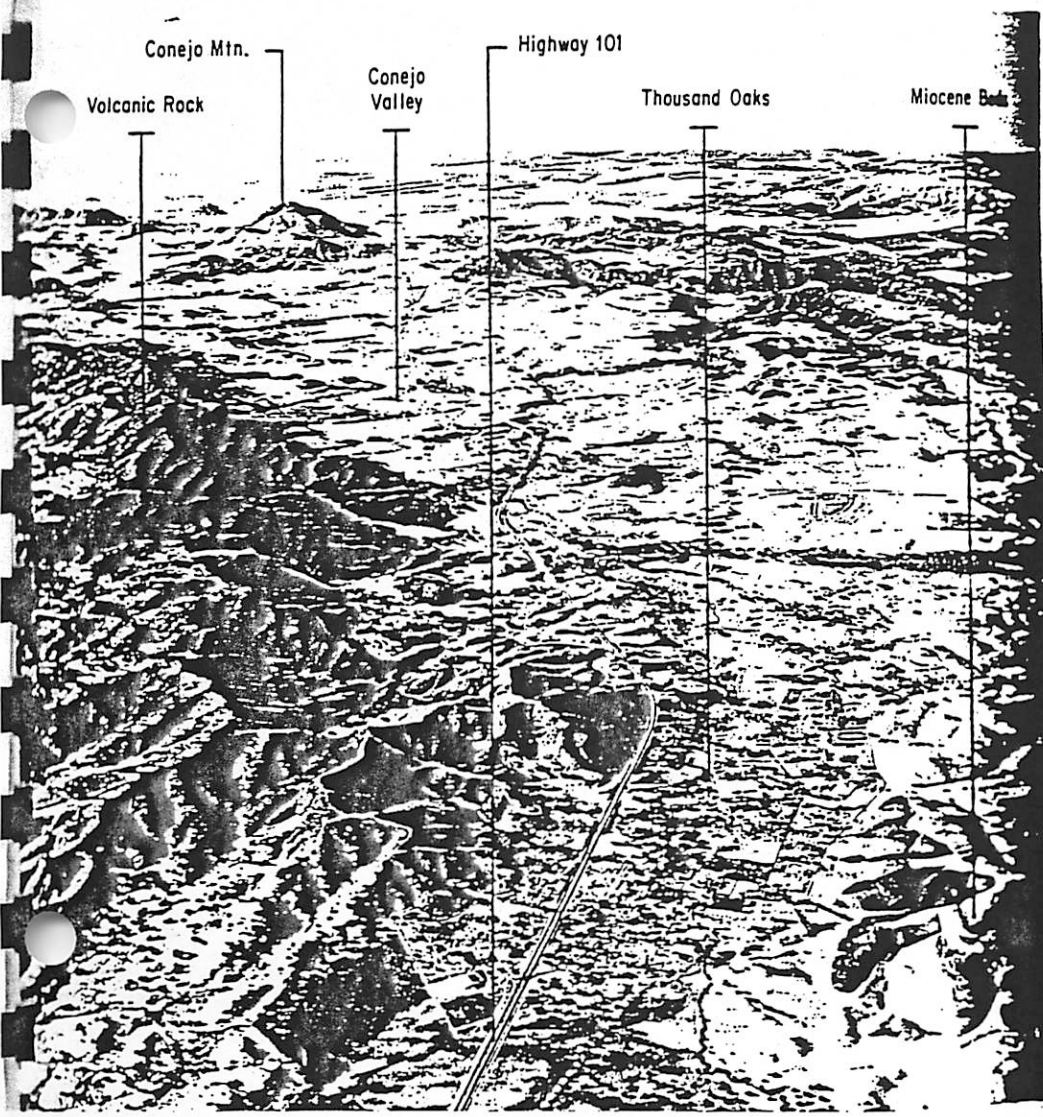 Conejo Mtn.
Highway 101
Conejo
Valley
Volcanic Rock
Thousand Oaks
Miocene Beds